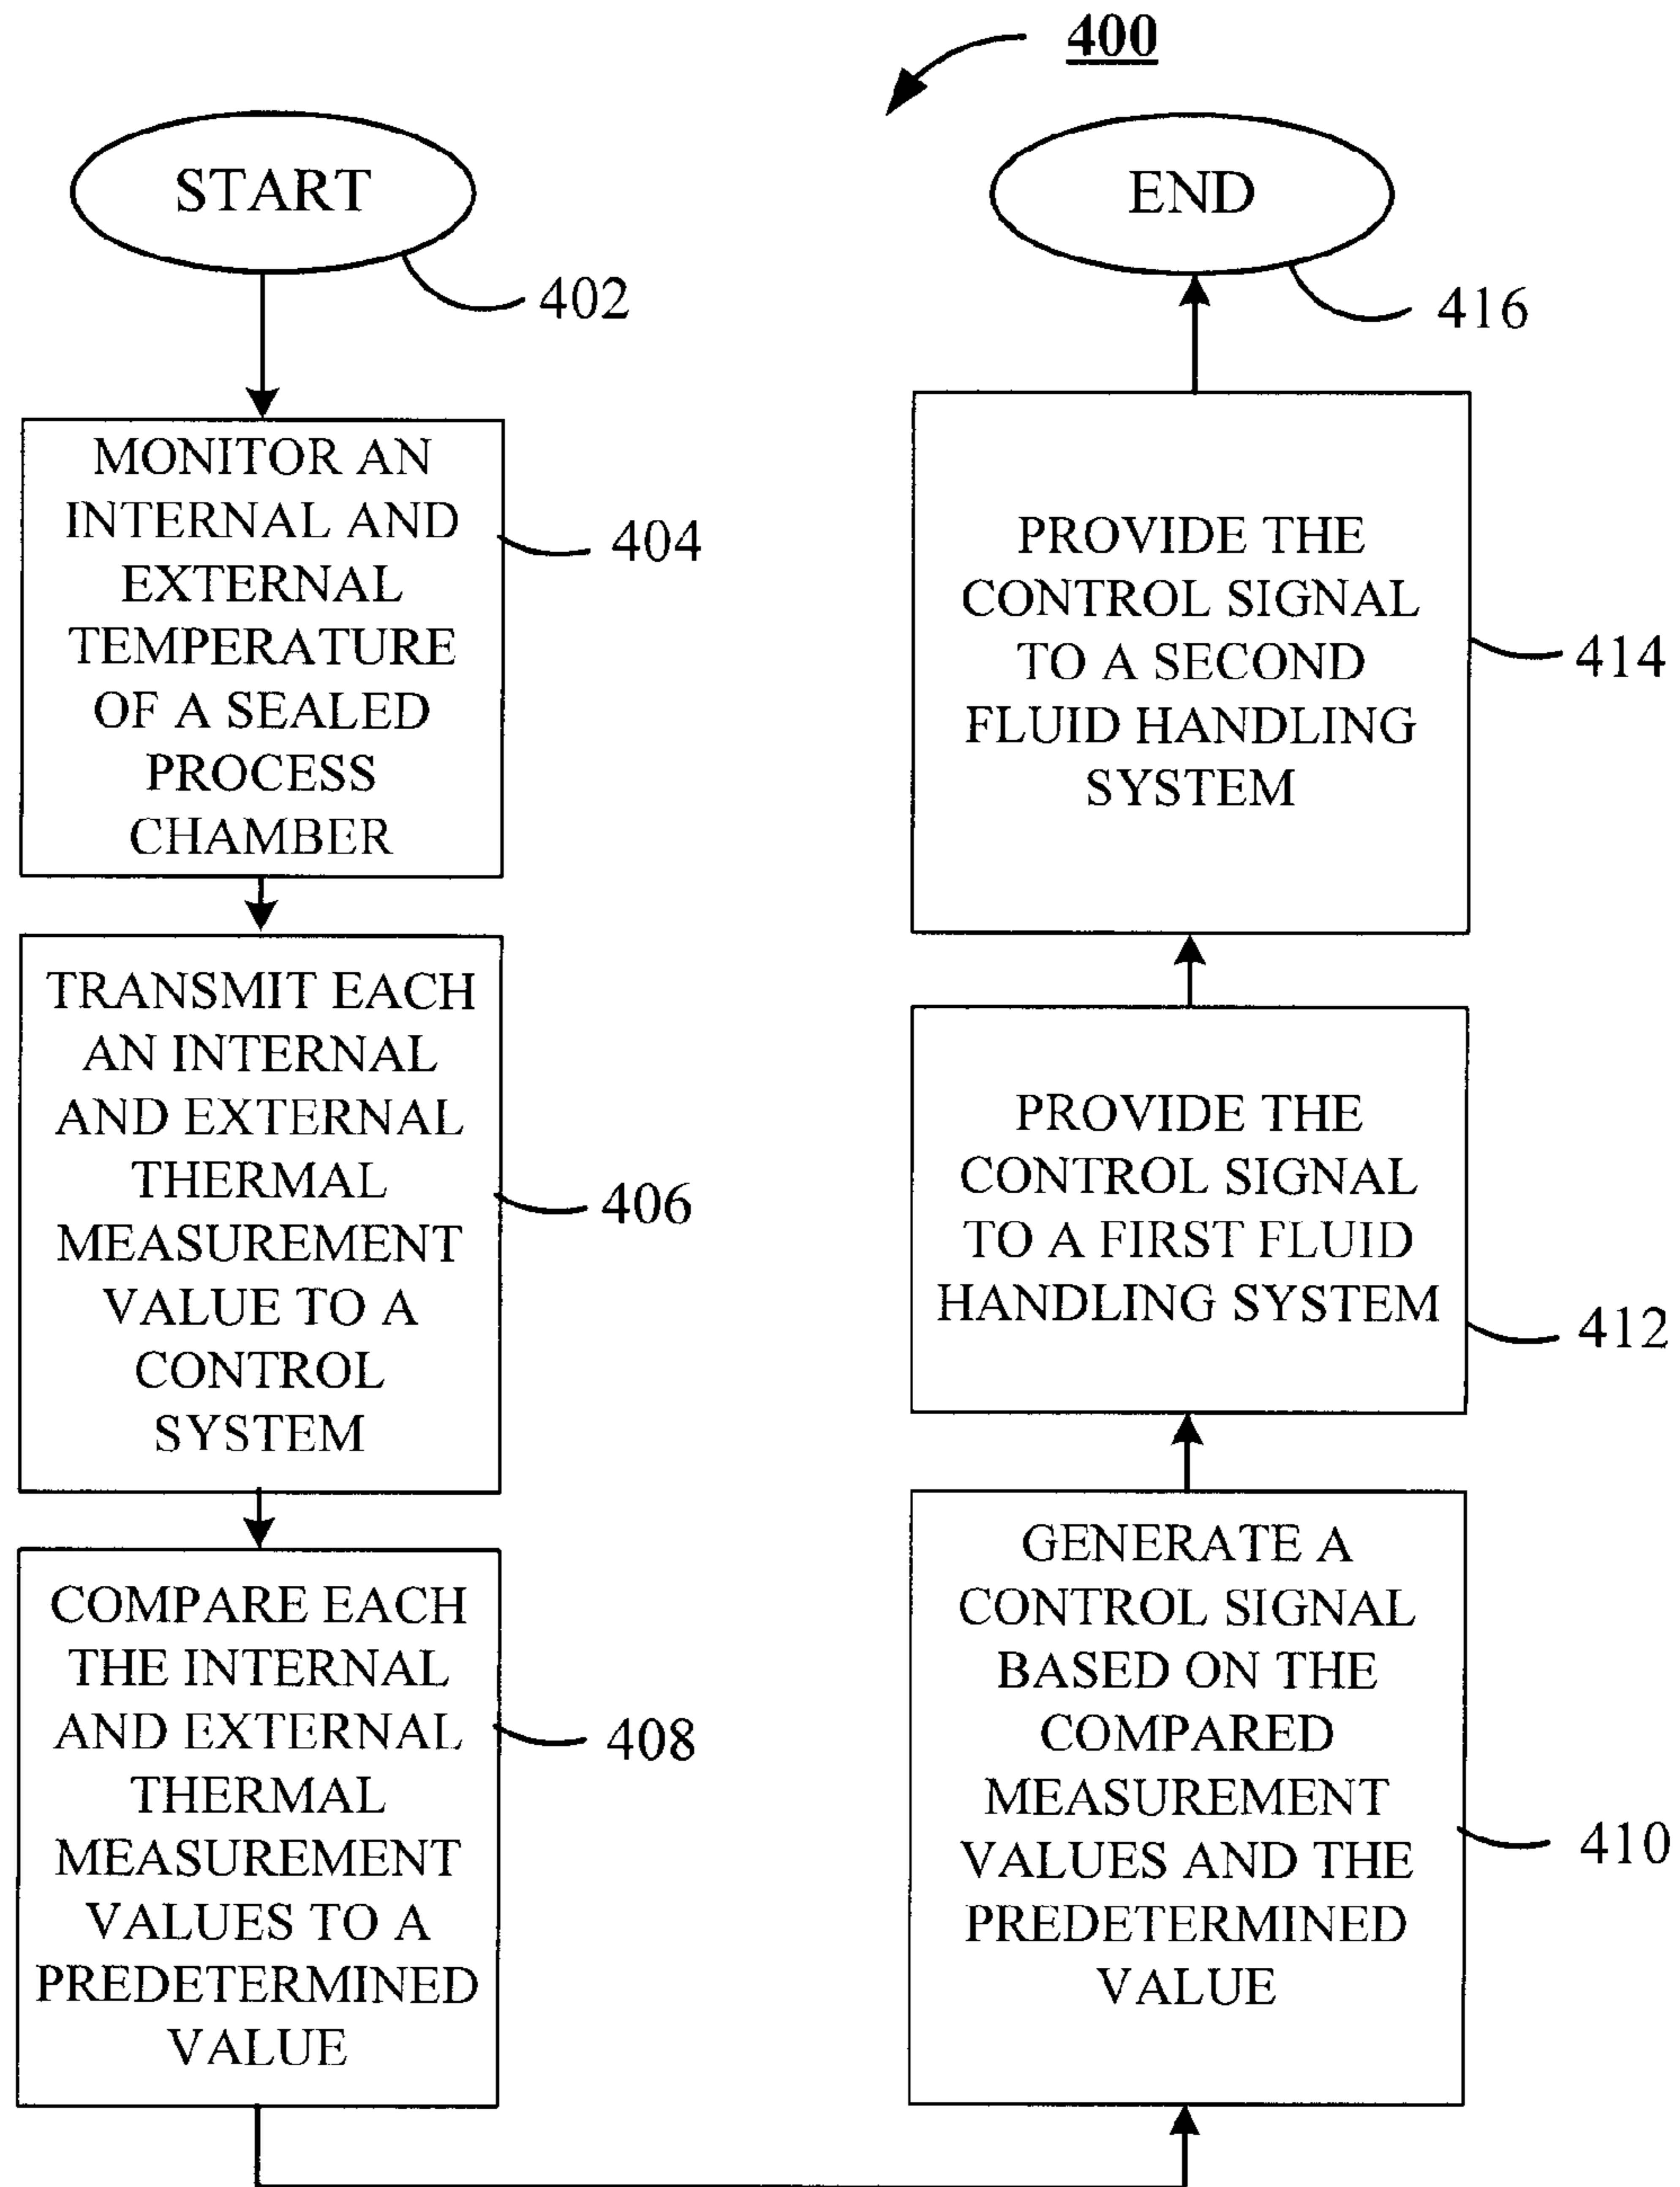 400
START
402
MONITOR AN
INTERNAL AND
EXTERNAL
TEMPERATURE
OF A SEALED
PROCESS
CHAMBER
404
TRANSMIT EACH
AN INTERNAL
AND EXTERNAL
THERMAL
MEASUREMENT
VALUE TO A
CONTROL
SYSTEM
406
COMPARE EACH
THE INTERNAL
AND EXTERNAL
THERMAL
MEASUREMENT
VALUES TO A
PREDETERMINED
VALUE
408
GENERATE A
CONTROL SIGNAL
BASED ON THE
COMPARED
MEASUREMENT
VALUES AND THE
PREDETERMINED
VALUE
410
PROVIDE THE
CONTROL SIGNAL
TO A FIRST FLUID
HANDLING SYSTEM
412
PROVIDE THE
CONTROL SIGNAL
TO A SECOND
FLUID HANDLING
SYSTEM
414
END
416